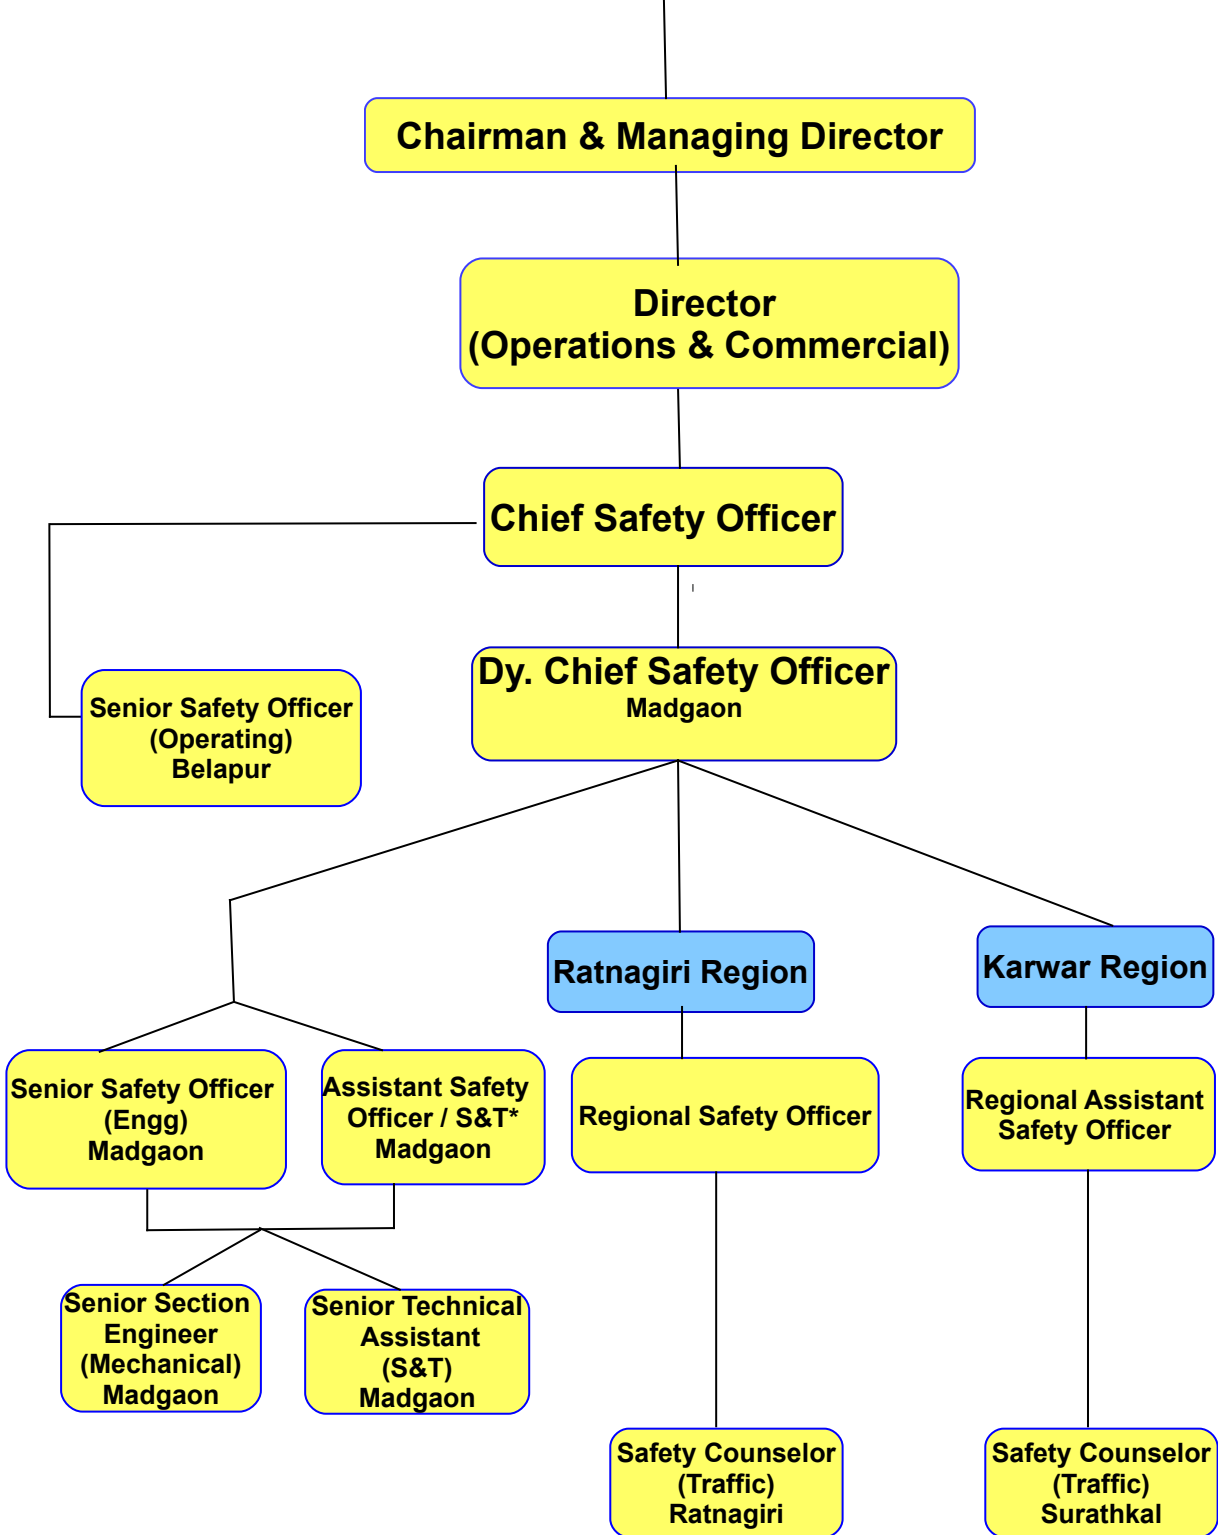 Chairman & Managing Director
Director
(Operations & Commercial)
Chief Safety Officer
Dy. Chief Safety Officer
Madgaon
Senior Safety Officer
(Operating)
Belapur
Ratnagiri Region
Karwar Region
Senior Safety Officer
(Engg)
Madgaon
Assistant Safety
Officer / S&T*
Madgaon
Regional Safety Officer
Regional Assistant
Safety Officer
Senior Section
Engineer
(Mechanical)
Madgaon
Senior Technical
Assistant
(S&T)
Madgaon
Safety Counselor
(Traffic)
Ratnagiri
Safety Counselor
(Traffic)
Surathkal